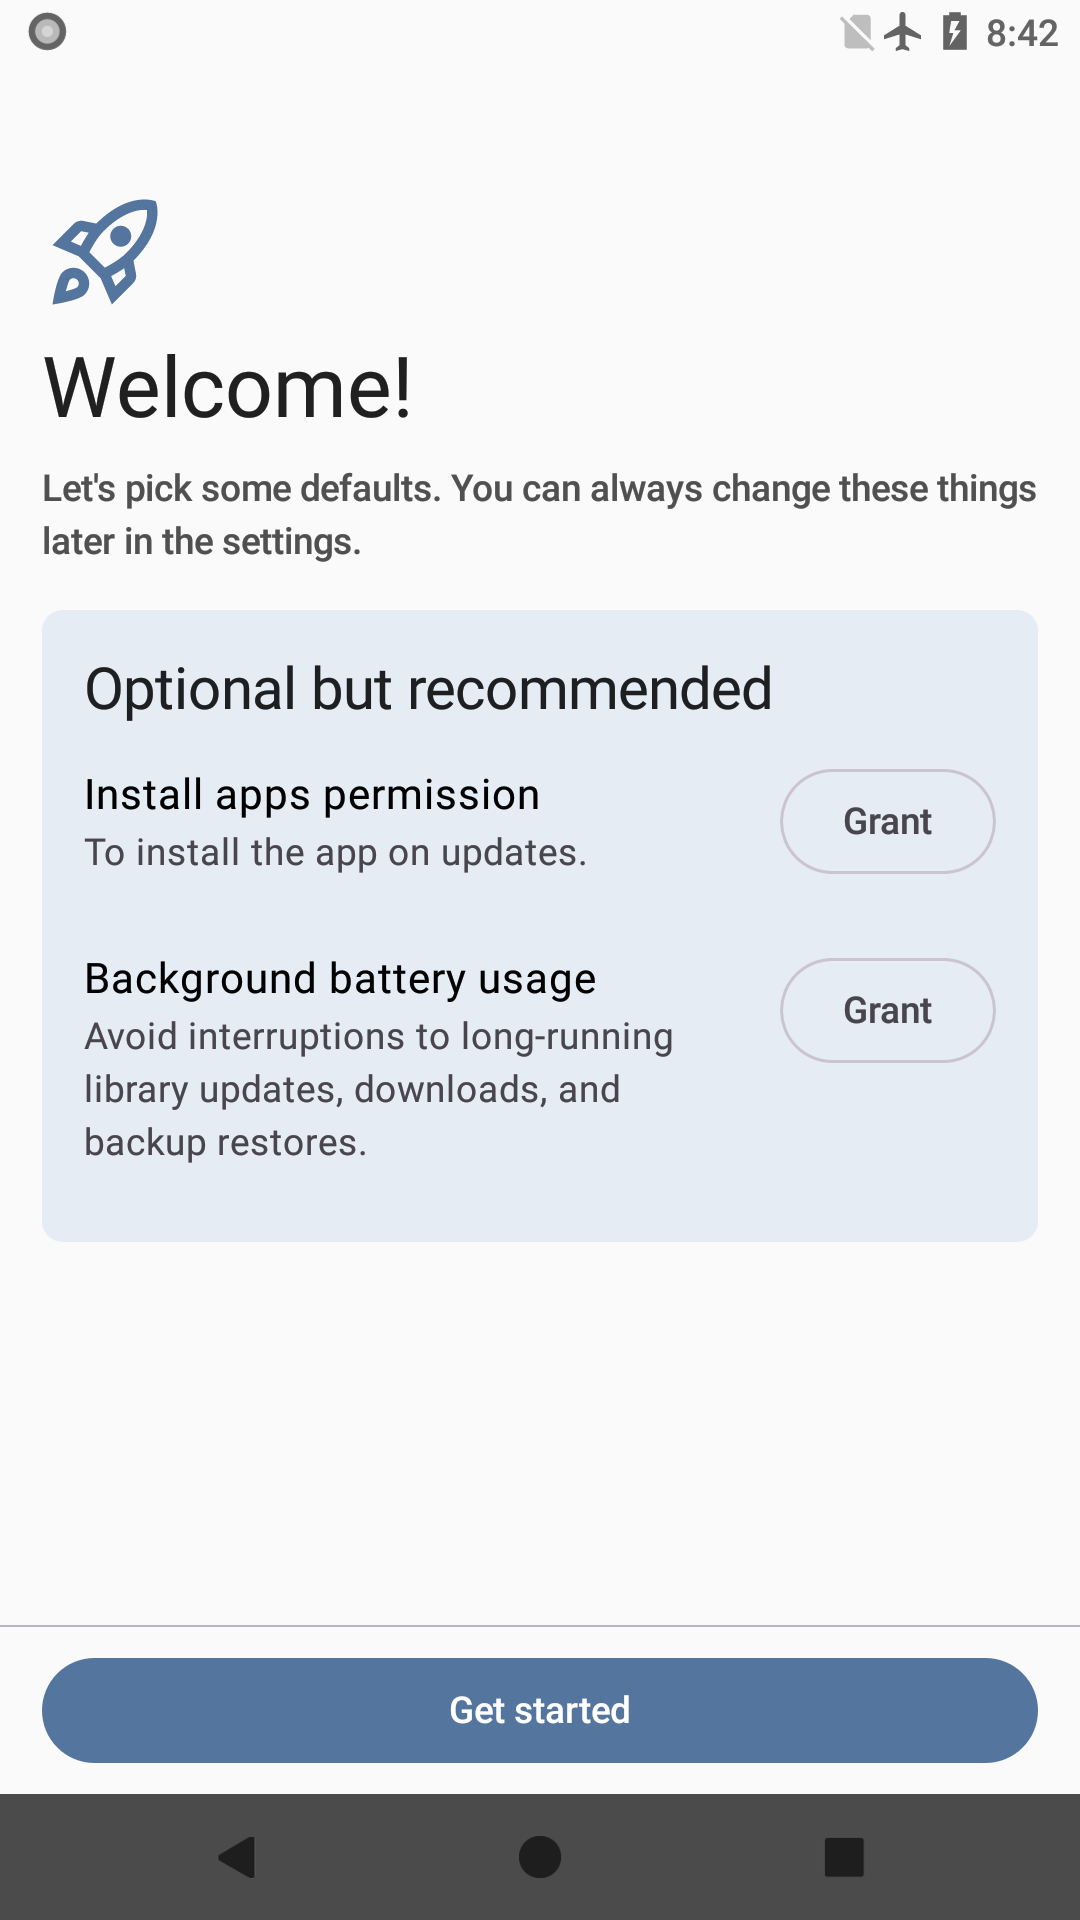 8:42
Welcome!
Let's pick some defaults. You can always change these things
later in the settings.
Optional but recommended
Install apps permission
To install the app on updates.
Grant
Background battery usage
Avoid interruptions to long-running
library updates, downloads, and
backup restores.
Grant
Get started